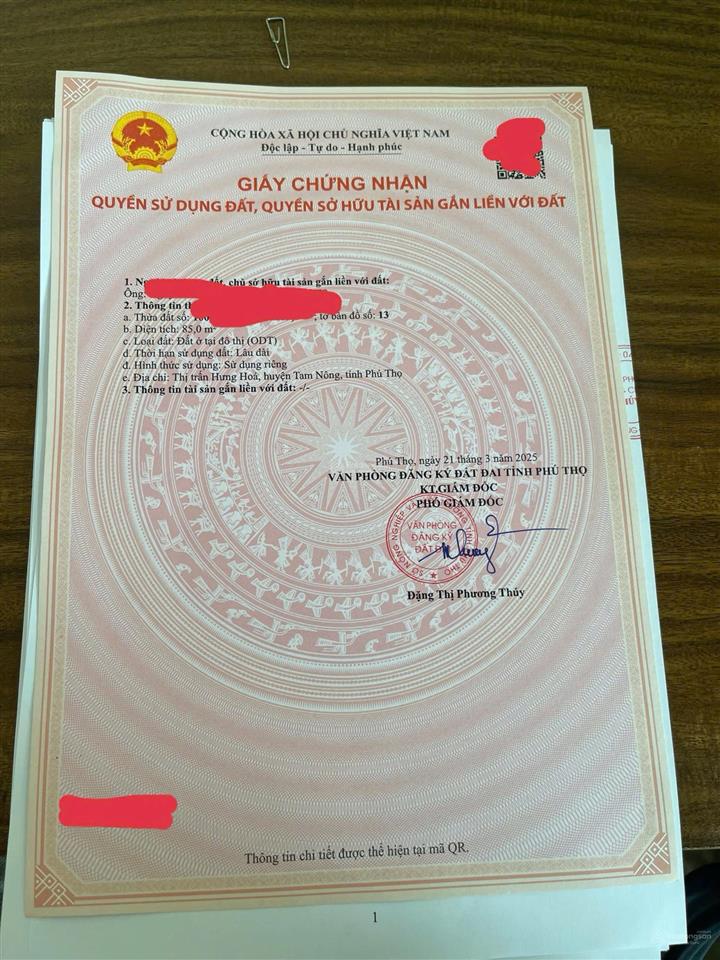 CỘNG HÒA XÃ HỘI CHỦ NGHĨA VIỆT NAM
Độc lập - Tự do - Hạnh phúc
GIẤY CHỨNG NHẬN
QUYỀN SỬ DỤNG ĐẤT, QUYỀN SỞ HỮU TÀI SẢN GẮN LIỀN VỚI ĐẤT
1. đất, chủ sở hữu tài sản gắn liền với đất:
Ông:
2. Thông tin
a. Thửa đất số: ; tờ bản đồ số: 13
b. Diện tích: 85,0 m²
c. Loại đất: Đất ở tại đô thị (ODT)
d. Thời hạn sử dụng đất: Lâu dài
đ. Hình thức sử dụng: Sử dụng riêng
e. Địa chỉ: Thị trấn Hưng Hoá, huyện Tam Nông, tỉnh Phú Thọ
3. Thông tin tài sản gắn liền với đất: -/-
Phú Thọ, ngày 21 tháng 3 năm 2025
VĂN PHÒNG ĐĂNG KÝ ĐẤT ĐAI TỈNH PHÚ THỌ
KT.GIÁM ĐỐC
PHÓ GIÁM ĐỐC
VĂN PHÒNG
ĐĂNG KÝ
Đặng Thị Phương Thủy
Thông tin chi tiết được thể hiện tại mã QR.
1